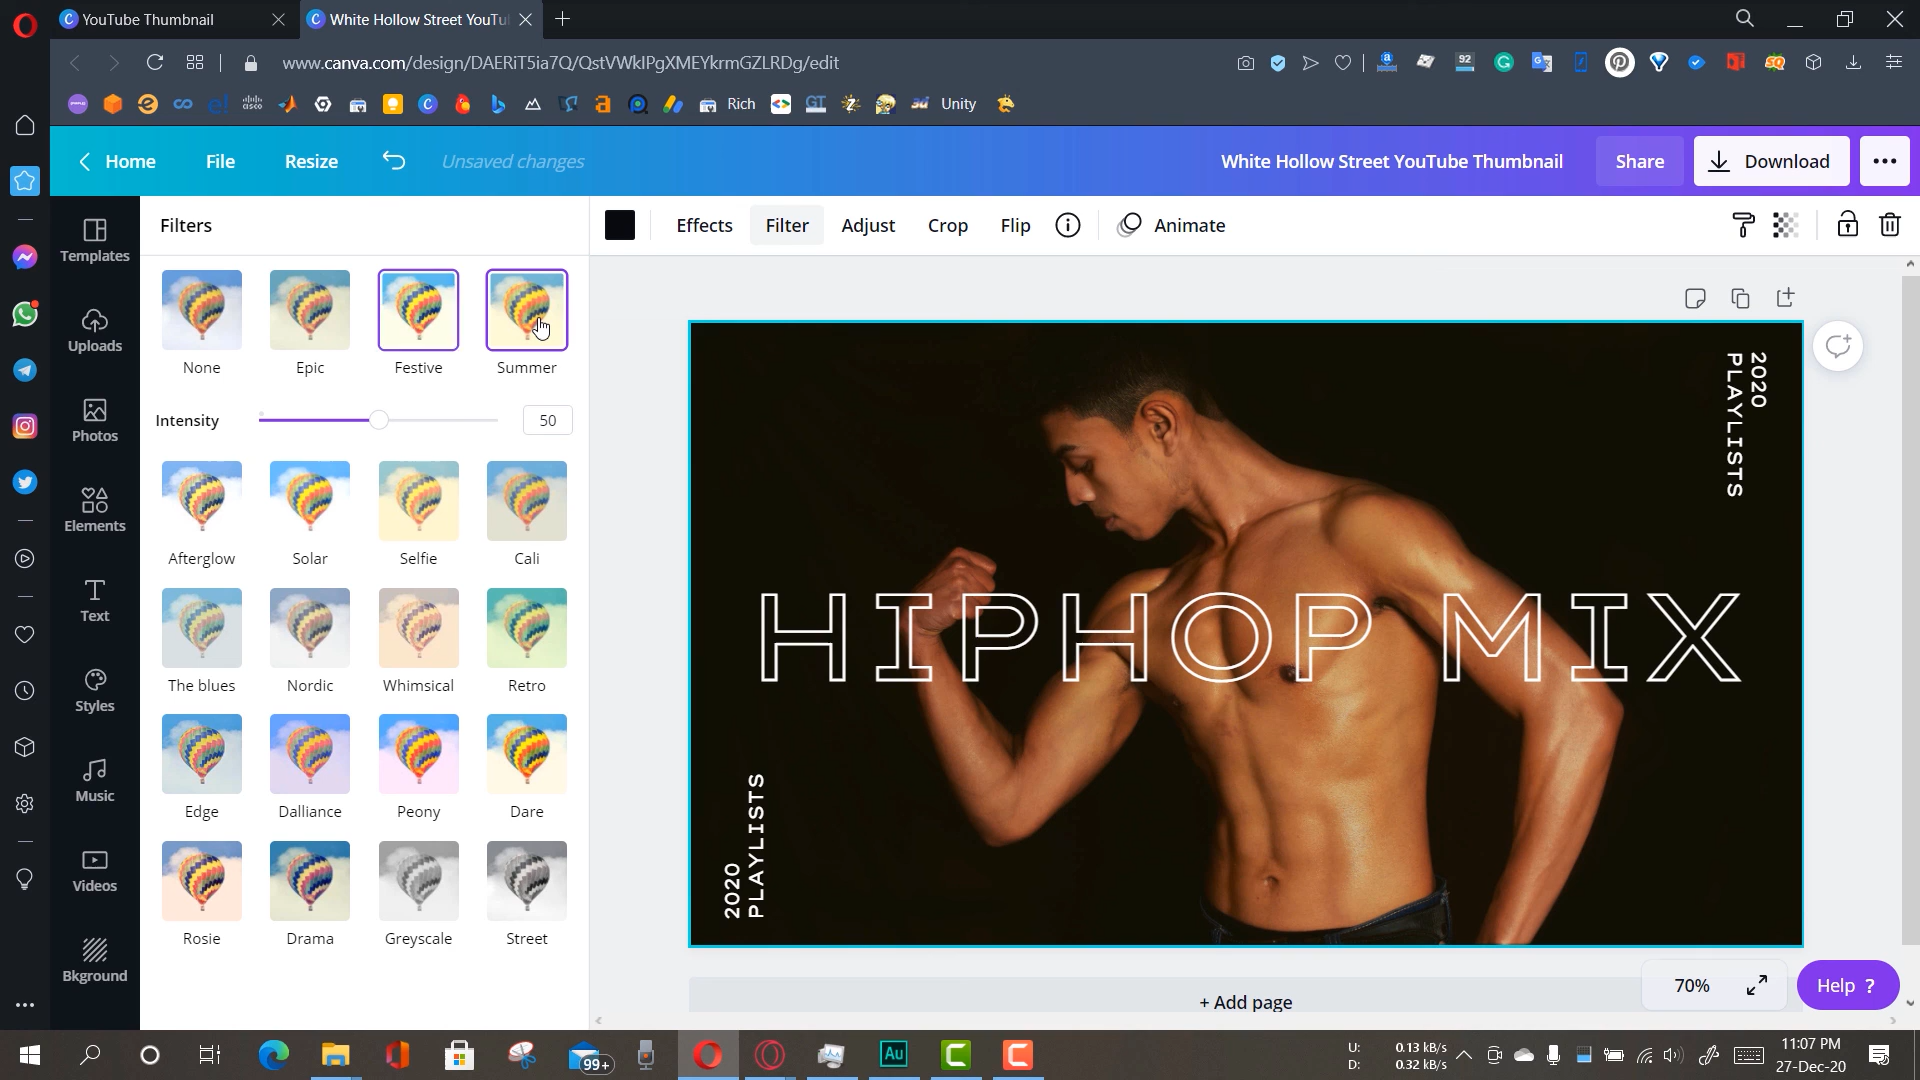 YouTube Thumbnail
White Hollow Street YouTu
www.canva.com/design/DAERiT5ia7Q/QstVWkIPgXMEYkrmGZLRDg/edit
92
Rich
GT
Unity
Home
File
Resize
Unsaved changes
White Hollow Street YouTube Thumbnail
Share
Download
Templates
Uploads
Photos
Elements
Text
Styles
Music
Videos
Bkground
Filters
None
Epic
Festive
Summer
Intensity
50
Afterglow
Solar
Selfie
Cali
The blues
Nordic
Whimsical
Retro
Edge
Dalliance
Peony
Dare
Rosie
Drama
Greyscale
Street
Effects
Filter
Adjust
Crop
Flip
Animate
2020
PLAYLISTS
HIPHOP MIX
2020
PLAYLISTS
+ Add page
70%
Help ?
99+
Au
U: 0.13 kB/s
D: 0.32 kB/s
11:07 PM
27-Dec-20